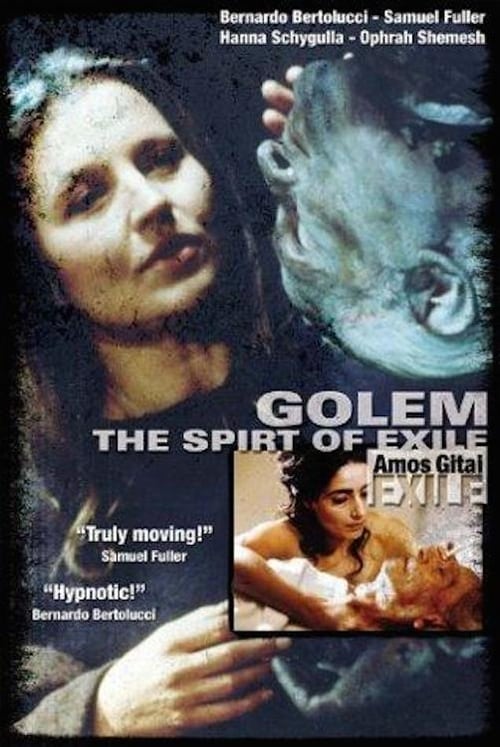 Bernardo Bertolucci - Samuel Fuller
Hanna Schygulla - Ophrah Shemesh
GOLEM
THE SPIRT OF EXILE
Amos Gitai
EXILE
"Truly moving!"
Samuel Fuller
"Hypnotic!"
Bernardo Bertolucci